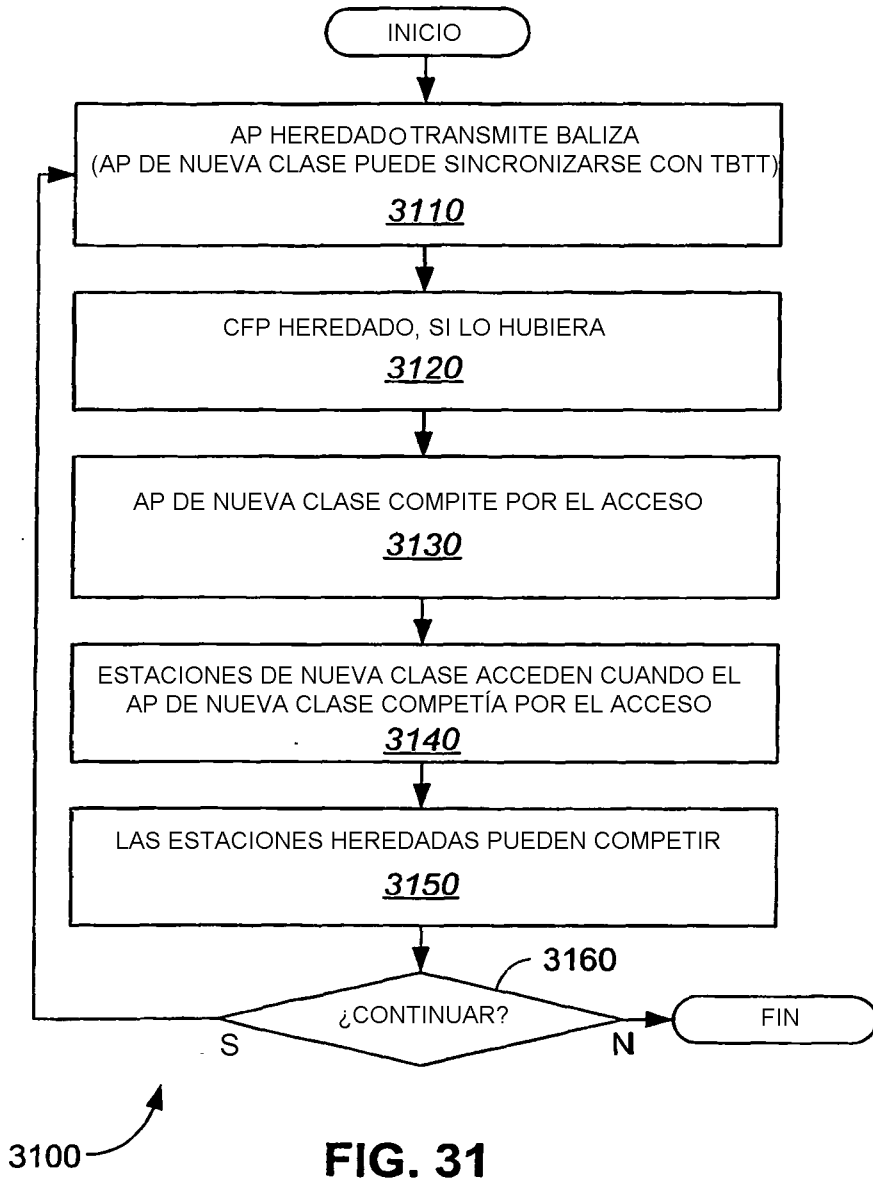 INICIO
AP HEREDADO TRANSMITE BALIZA
(AP DE NUEVA CLASE PUEDE SINCRONIZARSE CON TBTT)
3110
CFP HEREDADO, SI LO HUBIERA
3120
AP DE NUEVA CLASE COMPITE POR EL ACCESO
3130
ESTACIONES DE NUEVA CLASE ACCEDEN CUANDO EL
AP DE NUEVA CLASE COMPETÍA POR EL ACCESO
3140
LAS ESTACIONES HEREDADAS PUEDEN COMPETIR
3150
3160
¿CONTINUAR?
FIN
S
N
3100
FIG. 31